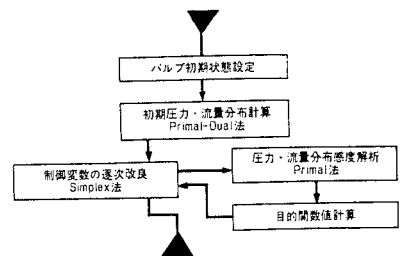 バルブ初期状態設定
初期圧力・流量分布計算
Primal-Dual法
圧力・流量分布感度解析
Primal法
制御変数の逐次改良
Simplex法
目的関数値計算